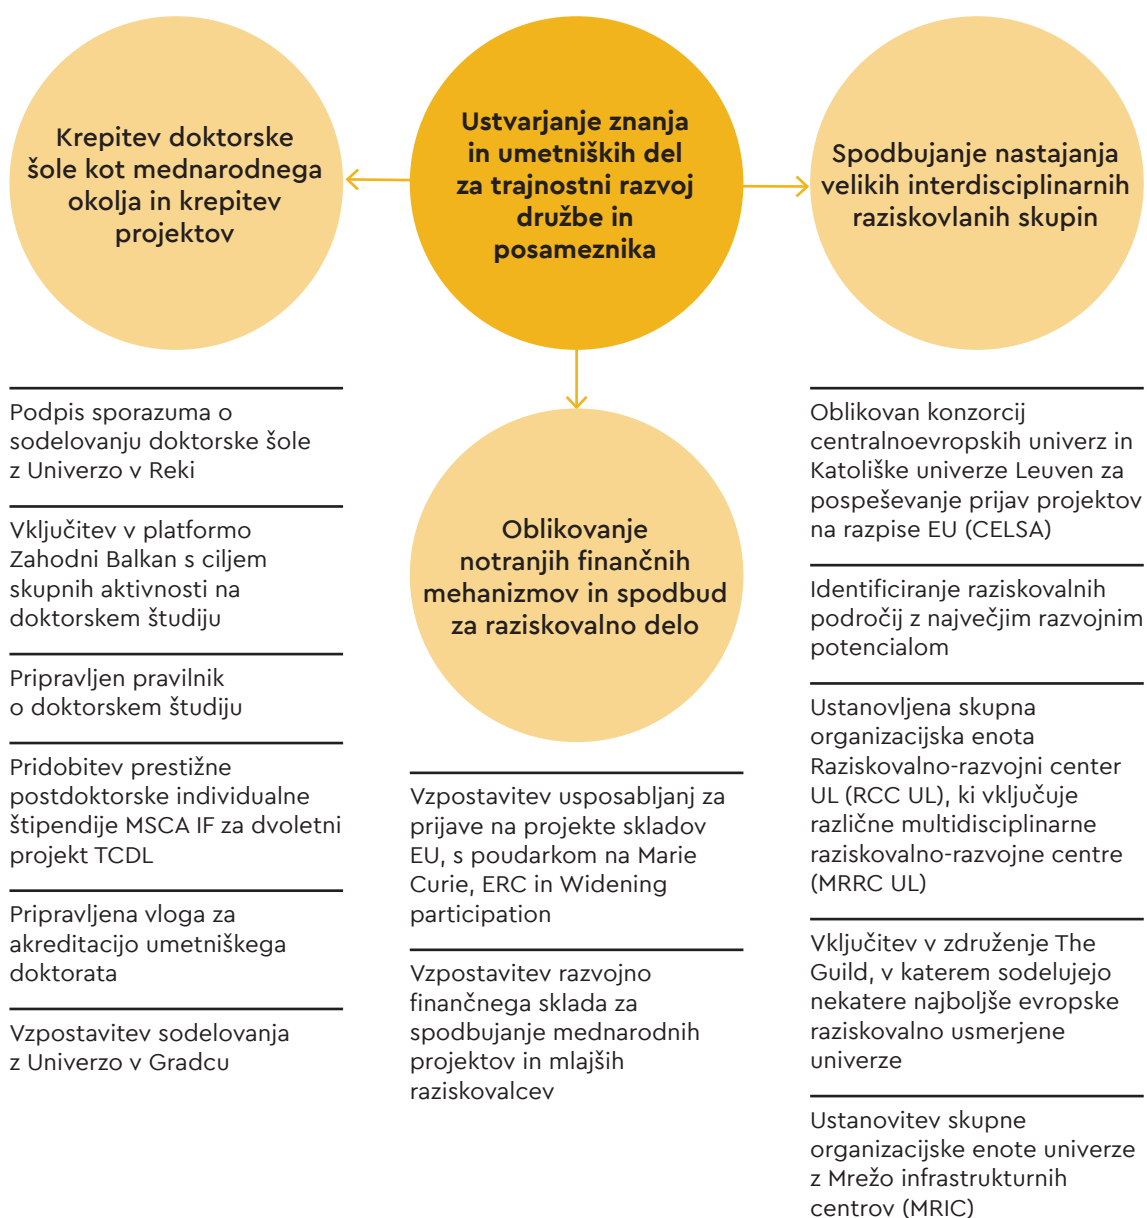 Krepitev doktorske
šole kot mednarodnega
okolja in krepitev
projektov
Ustvarjanje znanja
in umetniških del
za trajnostni razvoj
družbe in
posameznika
Spodbujanje nastajanja
velikih interdisciplinarnih
raziskovlanih skupin
Podpis sporazuma o
sodelovanju doktorske šole
z Univerzo v Reki
Vključitev v platformo
Zahodni Balkan s ciljem
skupnih aktivnosti na
doktorskem študiju
Pripravljen pravilnik
o doktorskem študiju
Pridobitev prestižne
postdoktorske individualne
štipendije MSCA IF za dvoletni
projekt TCDL
Pripravljena vloga za
akreditacijo umetniškega
doktorata
Vzpostavitev sodelovanja
z Univerzo v Gradcu
Oblikovanje
notranjih finančnih
mehanizmov in spodbud
za raziskovalno delo
Vzpostavitev usposabljanj za
prijave na projekte skladov
EU, s poudarkom na Marie
Curie, ERC in Widening
participation
Vzpostavitev razvojno
finančnega sklada za
spodbujanje mednarodnih
projektov in mlajših
raziskovalcev
Oblikovan konzorcij
centralnoevropskih univerz in
Katoliške univerze Leuven za
pospeševanje prijav projektov
na razpise EU (CELSA)
Identificiranje raziskovalnih
področij z največjim razvojnim
potencialom
Ustanovljena skupna
organizacijska enota
Raziskovalno-razvojni center
UL (RCC UL), ki vključuje
različne multidisciplinarne
raziskovalno-razvojne centre
(MRRC UL)
Vključitev v združenje The
Guild, v katerem sodelujejo
nekatere najboljše evropske
raziskovalno usmerjene
univerze
Ustanovitev skupne
organizacijske enote univerze
z Mrežo infrastrukturnih
centrov (MRIC)